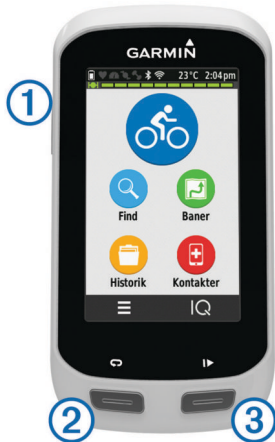 GARMIN
23°C 2:04pm
Find Baner
Historik Kontakter
IQ
1
2 3